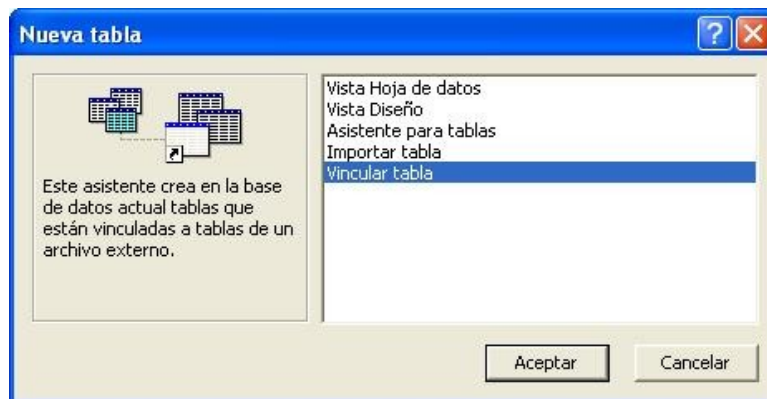 Nueva tabla
Este asistente crea en la base
de datos actual tablas que
están vinculadas a tablas de un
archivo externo.
Vista Hoja de datos
Vista Diseño
Asistente para tablas
Importar tabla
Vincular tabla
Aceptar
Cancelar